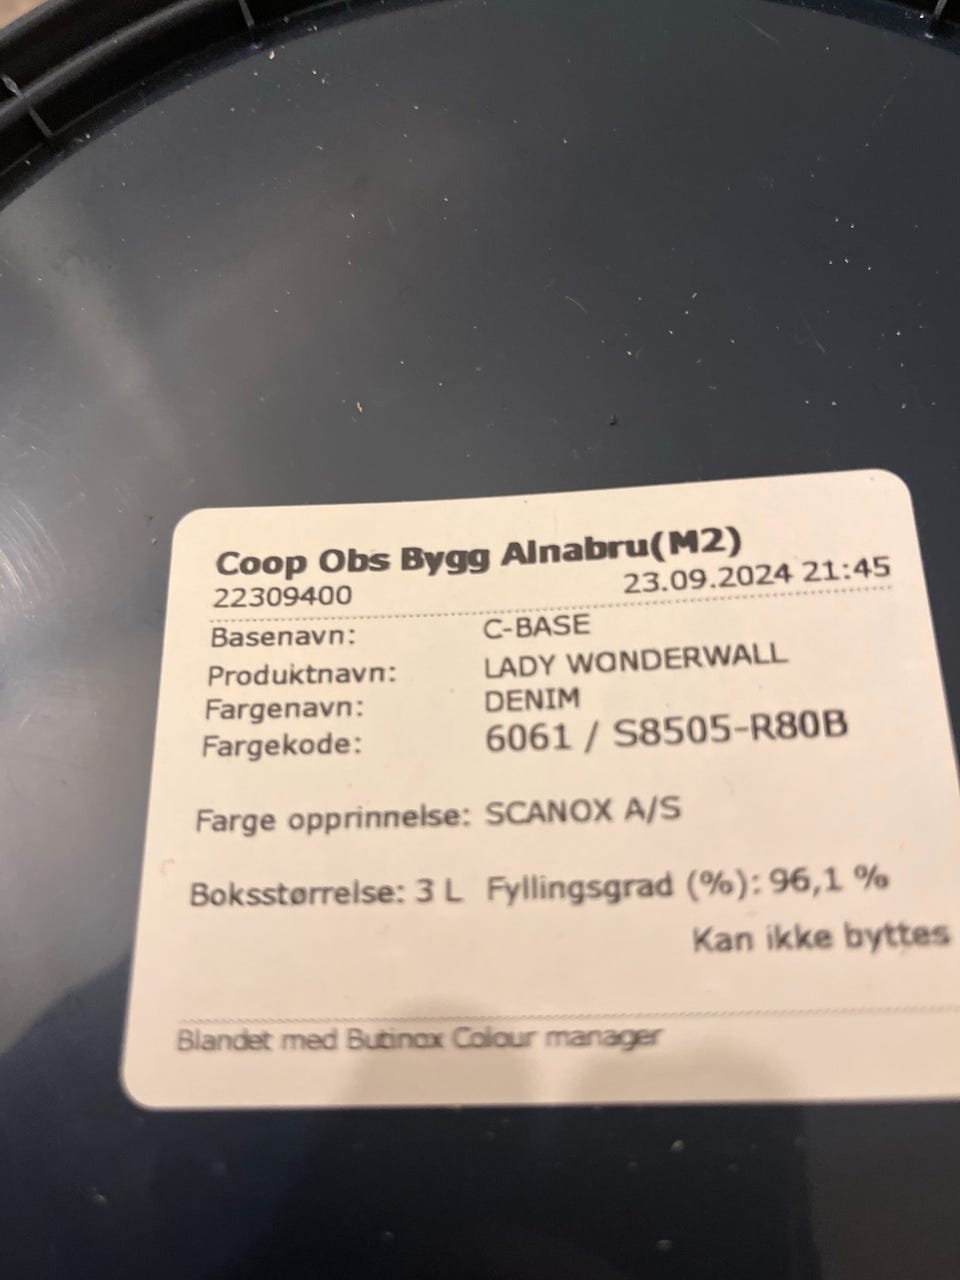 Coop Obs Bygg Alnabru(M2)
22309400 23.09.2024 21:45
Basenavn: C-BASE
Produktnavn: LADY WONDERWALL
Fargenavn: DENIM
Fargekode: 6061 / S8505-R80B
Farge opprinnelse: SCANOX A/S
Boksstørrelse: 3 L Fyllingsgrad (%): 96,1 %
Kan ikke byttes
Blandet med Butinox Colour manager